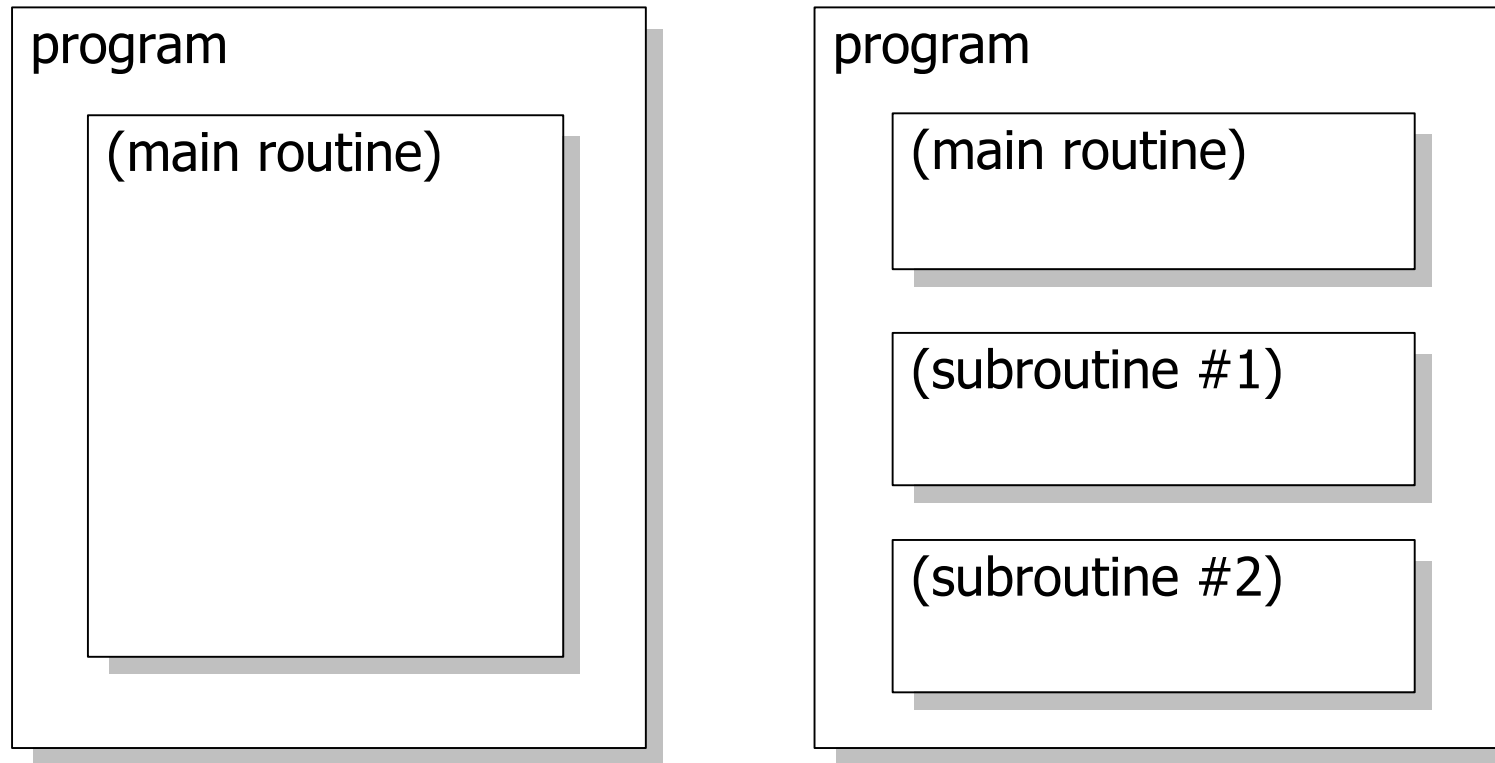 program
(main routine)
program
(main routine)
(subroutine #1)
(subroutine #2)